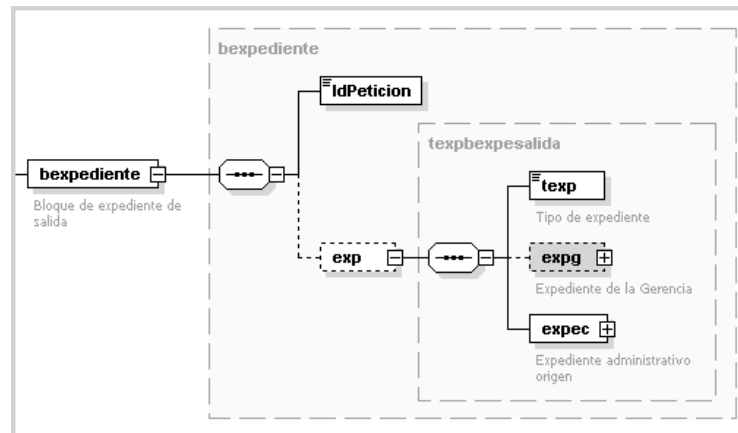 bexpediente
IdPeticion
texpbexpesalida
bexpediente
Bloque de expediente de
salida
texp
Tipo de expediente
exp
expg
Expediente de la Gerencia
expec
Expediente administrativo
origen